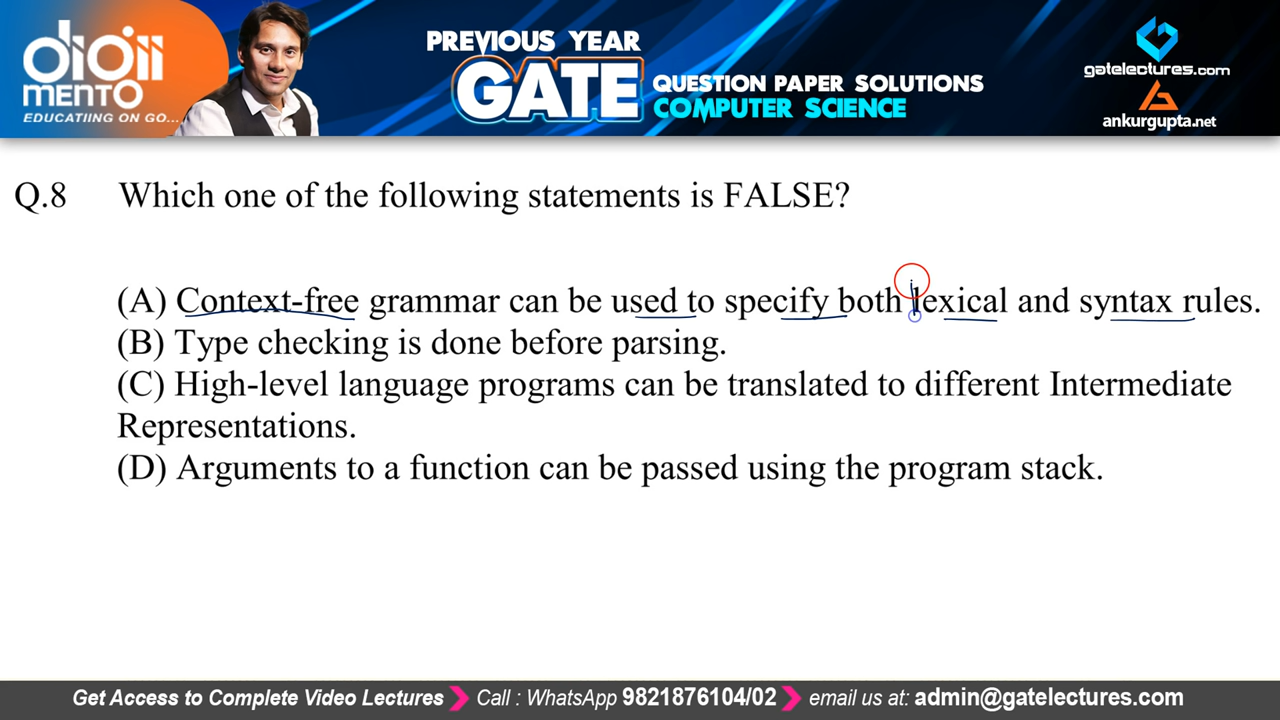 digiimento
EDUCATIING ON GO...
PREVIOUS YEAR
GATE
QUESTION PAPER SOLUTIONS
COMPUTER SCIENCE
gatelectures.com
ankurgupta.net
Q.8 Which one of the following statements is FALSE?
(A) Context-free grammar can be used to specify both lexical and syntax rules.
(B) Type checking is done before parsing.
(C) High-level language programs can be translated to different Intermediate
Representations.
(D) Arguments to a function can be passed using the program stack.
Get Access to Complete Video Lectures Call : WhatsApp 9821876104/02 email us at: admin@gatelectures.com